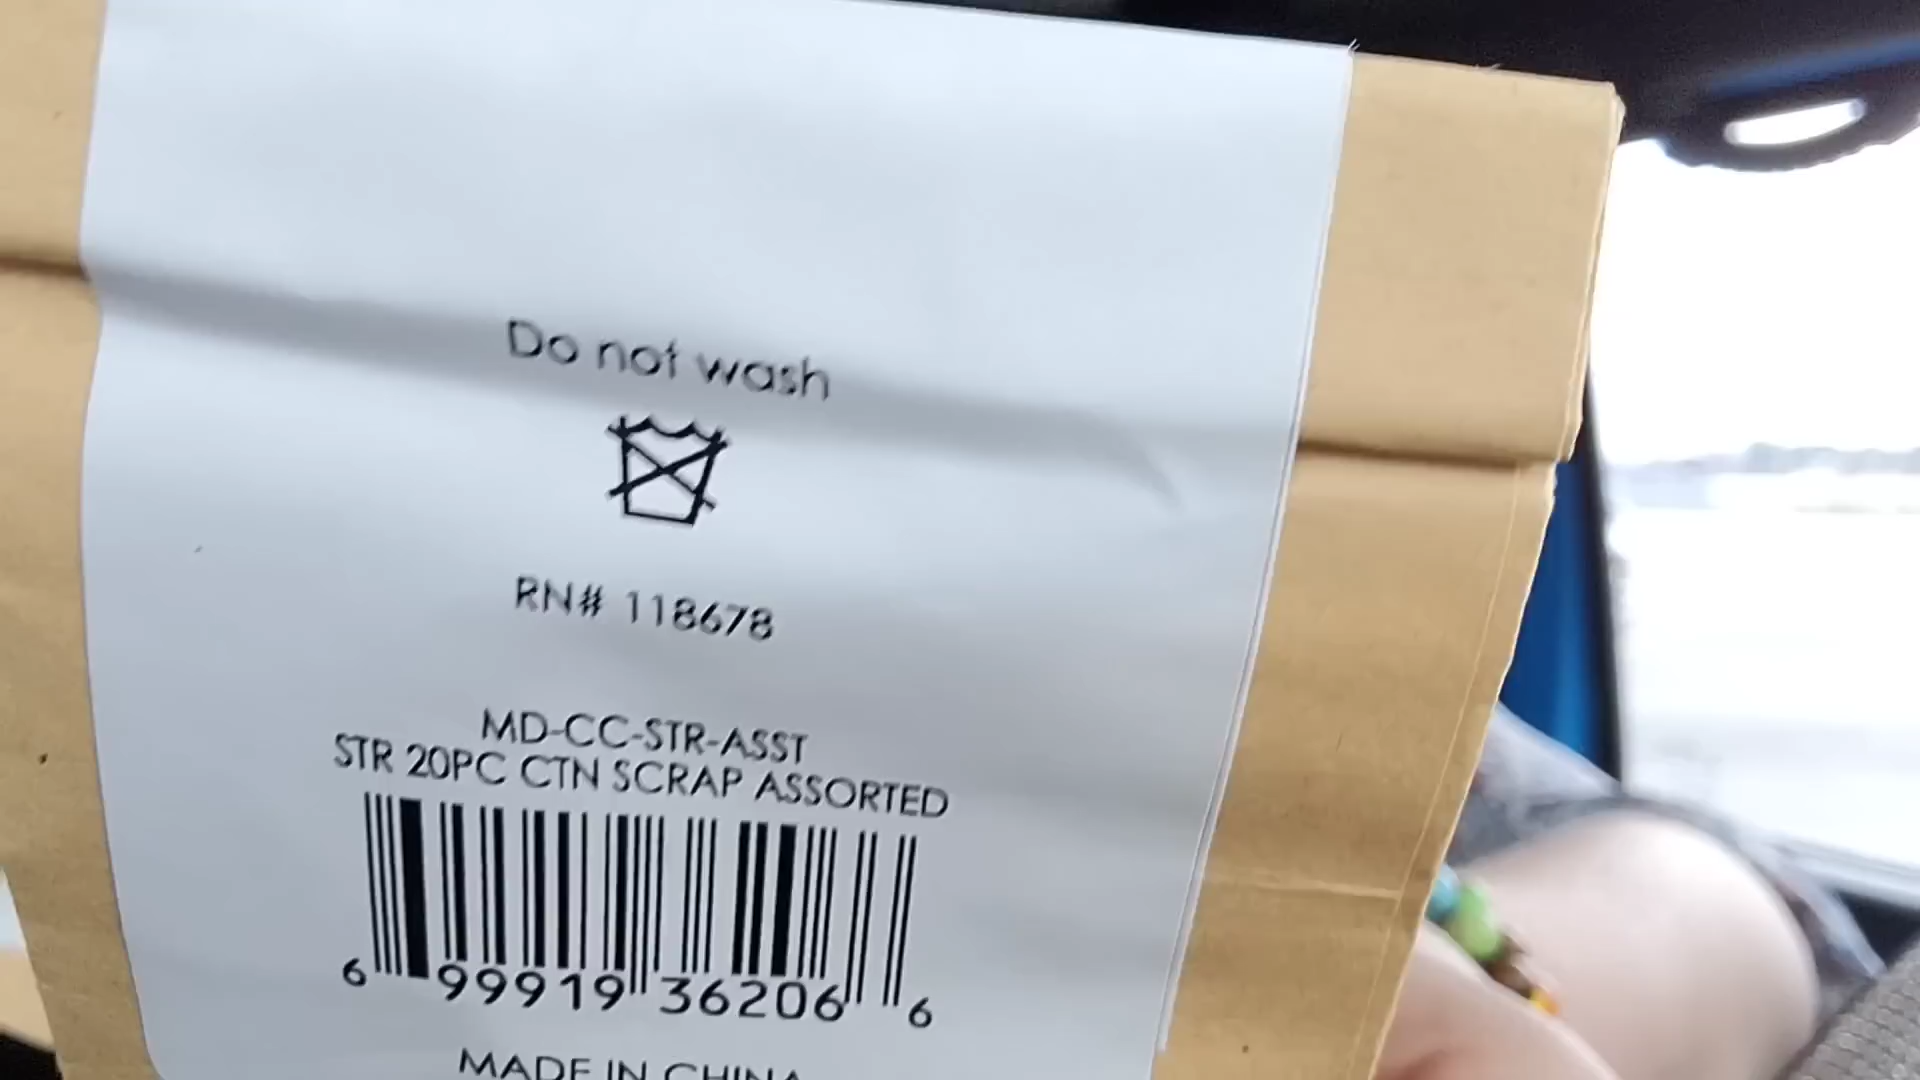 Do not wash
RN# 118678
MD-CC-STR-ASST
STR 20PC CTN SCRAP ASSORTED
6 99919 36206 6
MADE IN CHINA